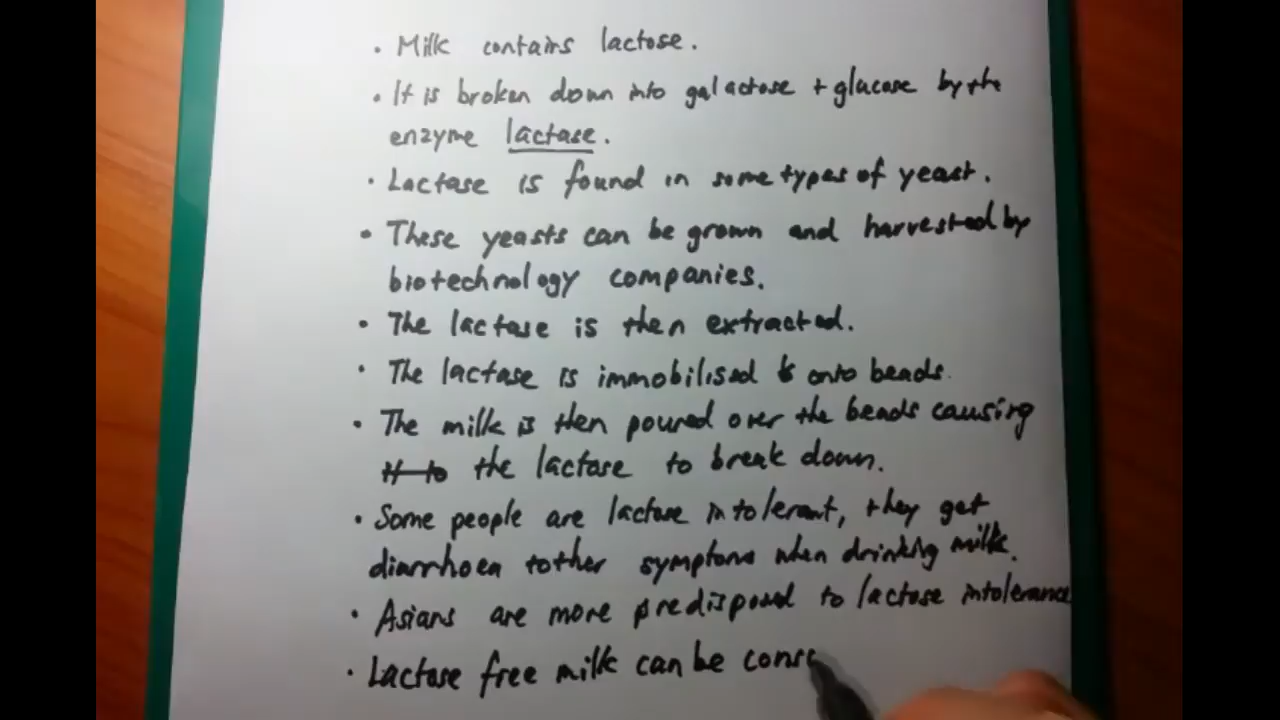 • Milk contains lactose.
• It is broken down into galactose + glucose by the
enzyme lactase.
• Lactase is found in some types of yeast.
• These yeasts can be grown and harvested by
biotechnology companies.
• The lactase is then extracted.
• The lactase is immobilised onto beads.
• The milk is then poured over the beads causing
the lactose to break down.
• Some people are lactose intolerant, they get
diarrhoea + other symptoms when drinking milk.
• Asians are more predisposed to lactose intolerance
• Lactose free milk can be cons